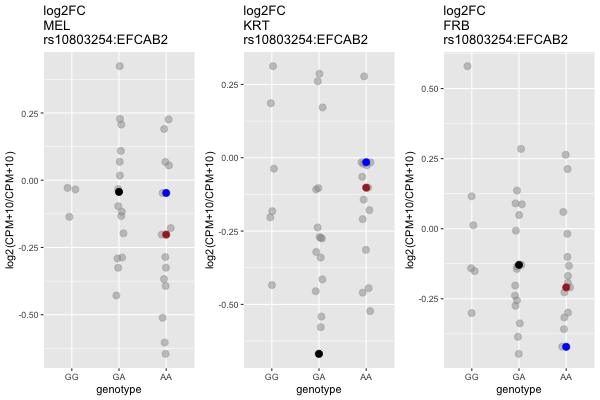 log2FC
MEL
rs10803254:EFCAB2
log2(CPM+10/CPM+10)
0.25
0.00
-0.25
-0.50
GG GA AA
genotype
log2FC
KRT
rs10803254:EFCAB2
log2(CPM+10/CPM+10)
0.25
0.00
-0.25
-0.50
GG GA AA
genotype
log2FC
FRB
rs10803254:EFCAB2
log2(CPM+10/CPM+10)
0.50
0.25
0.00
-0.25
GG GA AA
genotype